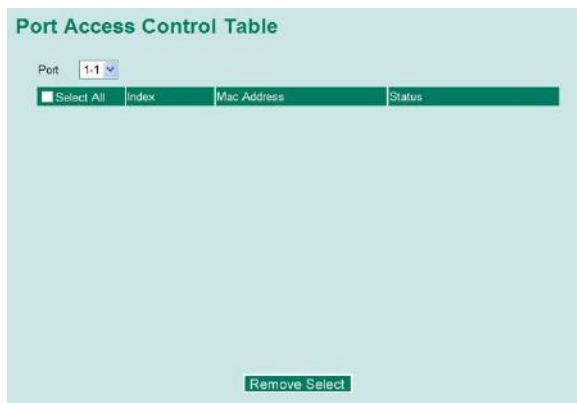 Port Access Control Table
Port 1-1
Select All Index Mac Address Status
Remove Select